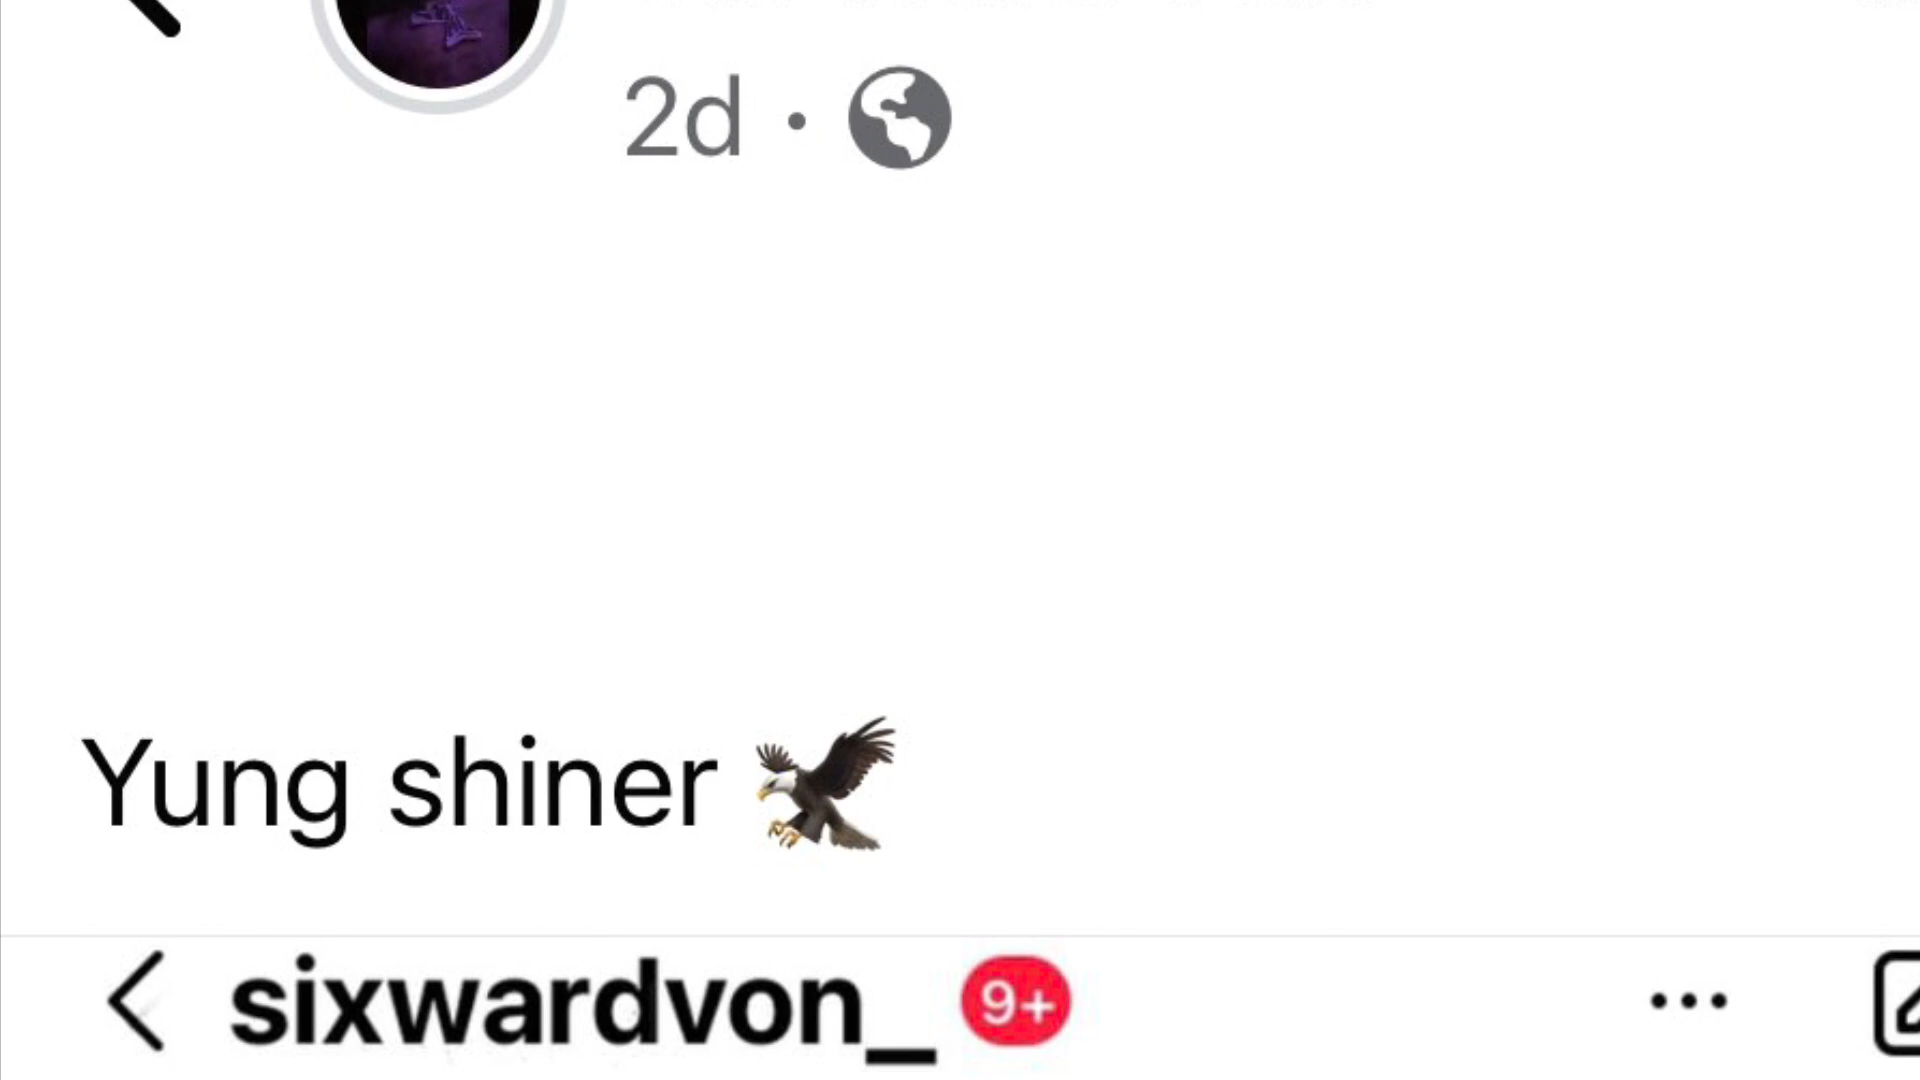 2d ·
Yung shiner 🦅
sixwardvon_ 9+